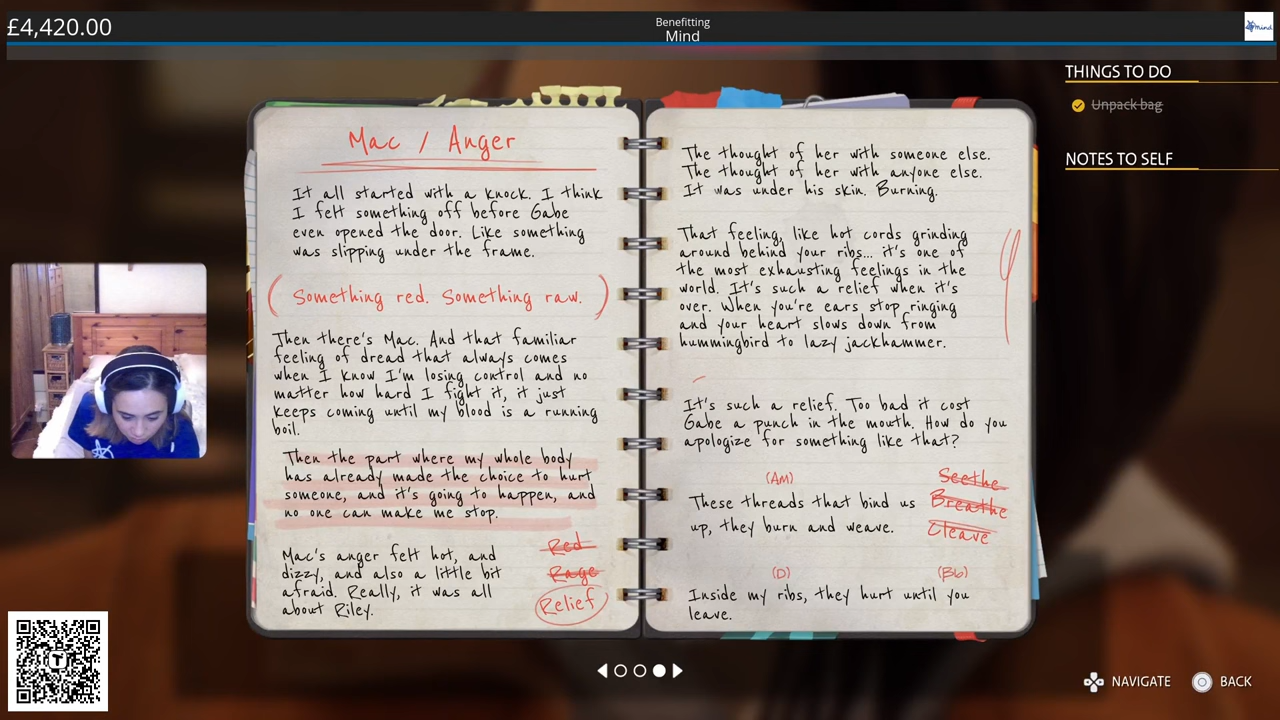 £4,420.00
Benefitting
Mind
mind
THINGS TO DO
Unpack bag
NOTES TO SELF
Mac / Anger
It all started with a knock. I think
I felt something off before Gabe
even opened the door. Like something
was slipping under the frame.
(Something red. Something raw.)
Then there's Mac. And that familiar
feeling of dread that always comes
when I know I'm losing control and no
matter how hard I fight it, it just
keeps coming until my blood is a running
boil.
Then the part where my whole body
has already made the choice to hurt
someone, and it's going to happen, and
no one can make me stop.
Mac's anger felt hot, and
dizzy, and also a little bit
afraid. Really, it was all
about Riley.
Red
Rage
Relief
The thought of her with someone else.
The thought of her with anyone else.
It was under his skin. Burning.
That feeling, like hot cords grinding
around behind your ribs... it's one of
the most exhausting feelings in the
world. It's such a relief when it's
over. When you're ears stop ringing
and your heart slows down from
hummingbird to lazy jackhammer.
It's such a relief. Too bad it cost
Gabe a punch in the mouth. How do you
apologize for something like that?
(Am)
These threads that bind us
up, they burn and weave.
Seethe
Breathe
Cleave
(D) (Bb)
Inside my ribs, they hurt until you
leave.
NAVIGATE
BACK